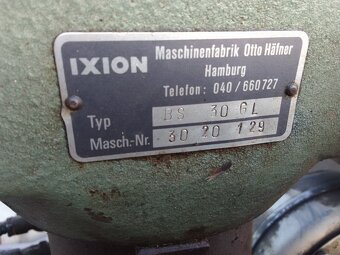 IXION Maschinenfabrik Otto Häfner
Hamburg
Telefon: 040/660727
Typ BS 30 GL
Masch.-Nr. 30 20 129